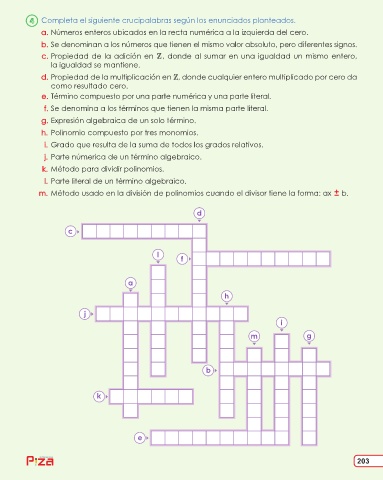 6 Completa el siguiente crucipalabras según los enunciados planteados.
a. Números enteros ubicados en la recta numérica a la izquierda del cero.
b. Se denominan a los números que tienen el mismo valor absoluto, pero diferentes signos.
c. Propiedad de la adición en ℤ, donde al sumar en una igualdad un mismo entero, la igualdad se mantiene.
d. Propiedad de la multiplicación en ℤ, donde cualquier entero multiplicado por cero da como resultado cero.
e. Término compuesto por una parte numérica y una parte literal.
f. Se denomina a los términos que tienen la misma parte literal.
g. Expresión algebraica de un solo término.
h. Polinomio compuesto por tres monomios.
i. Grado que resulta de la suma de todos los grados relativos.
j. Parte númerica de un término algebraico.
k. Método para dividir polinomios.
l. Parte literal de un término algebraico.
m. Método usado en la división de polinomios cuando el divisor tiene la forma: ax ± b.
d
c
l
f
a
h
j
i
m
g
b
k
e
P:za
203